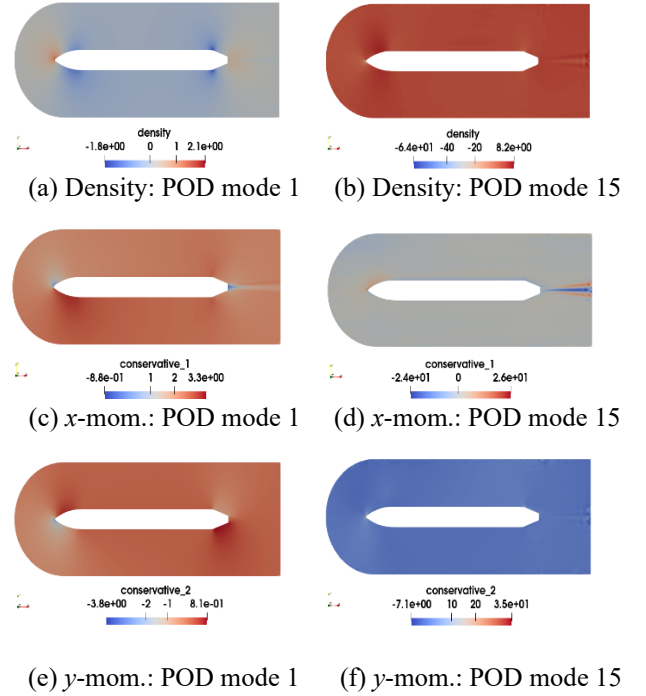 density
-1.8e+00 0 1 2.1e+00
density
-6.4e+01 -40 -20 8.2e+00
(a) Density: POD mode 1
(b) Density: POD mode 15
conservative_1
-8.8e-01 1 2 3.3e+00
conservative_1
-2.4e+01 0 2.6e+01
(c) x-mom.: POD mode 1
(d) x-mom.: POD mode 15
conservative_2
-3.8e+00 -2 -1 8.1e-01
conservative_2
-7.1e+00 10 20 3.5e+01
(e) y-mom.: POD mode 1
(f) y-mom.: POD mode 15